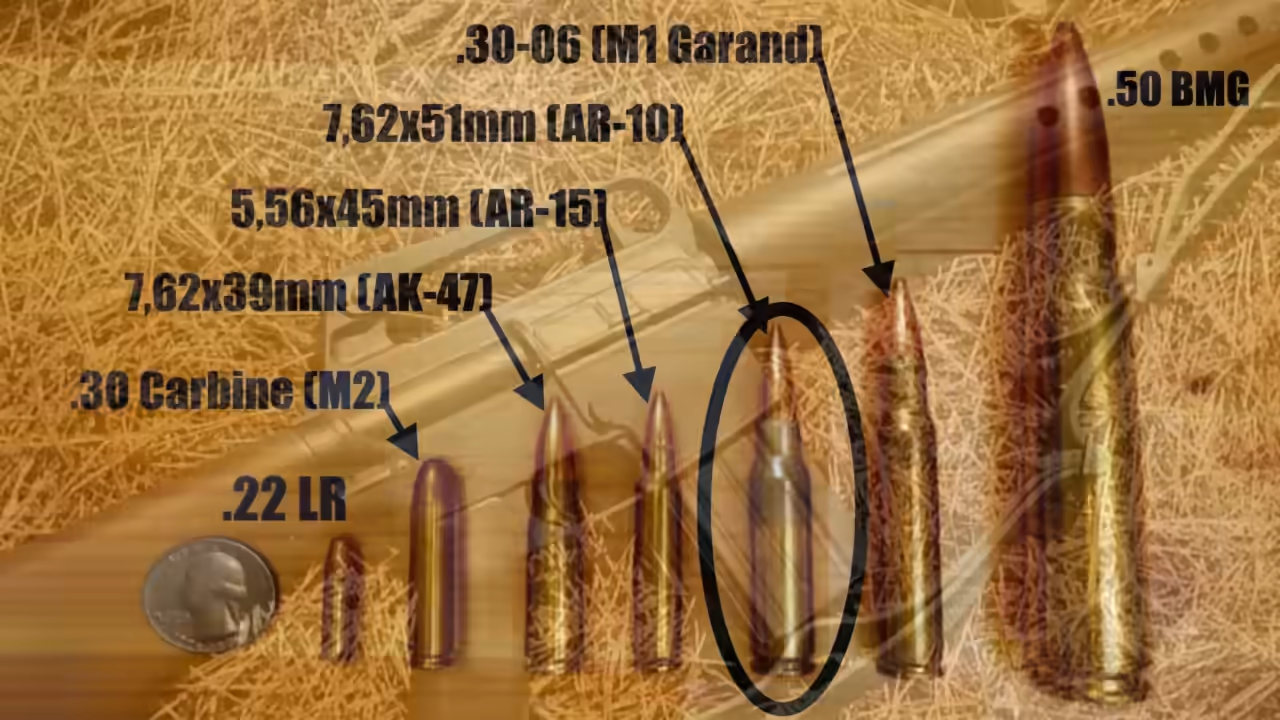 .30-06 (M1 Garand)
.50 BMG
7,62x51mm (AR-10)
5,56x45mm (AR-15)
7,62x39mm (AK-47)
.30 Carbine (M2)
.22 LR